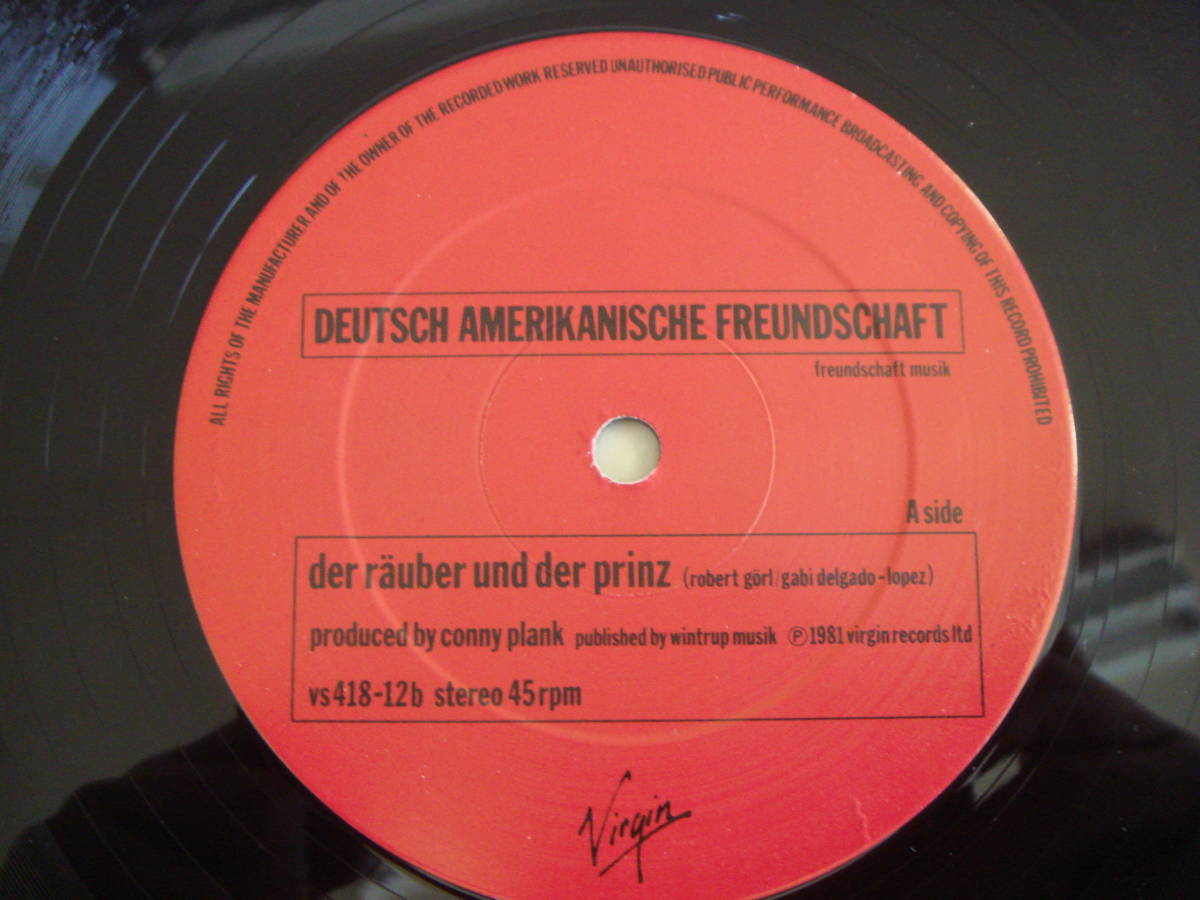 ALL RIGHTS OF THE MANUFACTURER AND OF THE OWNER OF THE RECORDED WORK RESERVED UNAUTHORISED PUBLIC PERFORMANCE BROADCASTING AND COPYING OF THIS RECORD PROHIBITED
DEUTSCH AMERIKANISCHE FREUNDSCHAFT
freundschaft musik
A side
der räuber und der prinz (robert görl/gabi delgado-lopez)
produced by conny plank published by wintrup musik ℗1981 virgin records ltd
vs418-12b stereo 45rpm
Virgin